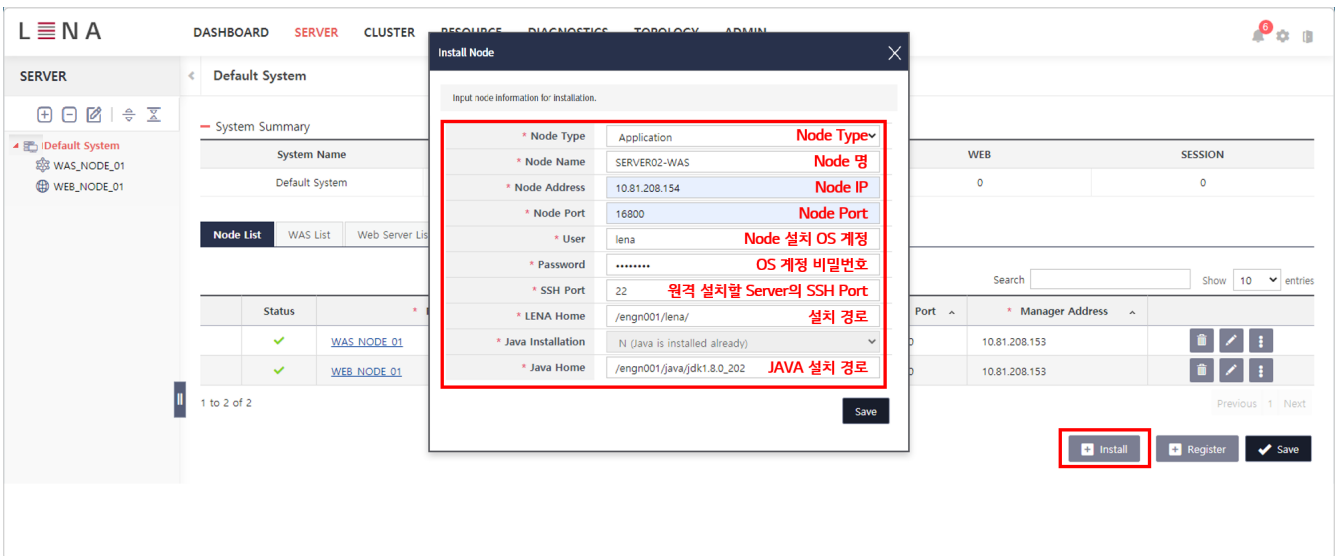 LENA
DASHBOARD SERVER CLUSTER RESOURCE DIAGNOSTICS TOPOLOGY ADMIN
6
SERVER
Default System
Default System
WAS_NODE_01
WEB_NODE_01
System Summary
System Name WEB SESSION
Default System 0 0
Node List WAS List Web Server Lis
Search Show 10 entries
Status Port Manager Address
WAS_NODE_01 10.81.208.153
WEB_NODE_01 10.81.208.153
1 to 2 of 2 Previous 1 Next
Install Register Save
Install Node
Input node information for installation.
* Node Type Application Node Type
* Node Name SERVER02-WAS Node 명
* Node Address 10.81.208.154 Node IP
* Node Port 16800 Node Port
* User lena Node 설치 OS 계정
* Password •••••••• OS 계정 비밀번호
* SSH Port 22 원격 설치할 Server의 SSH Port
* LENA Home /engn001/lena/ 설치 경로
* Java Installation N (Java is installed already)
* Java Home /engn001/java/jdk1.8.0_202 JAVA 설치 경로
Save